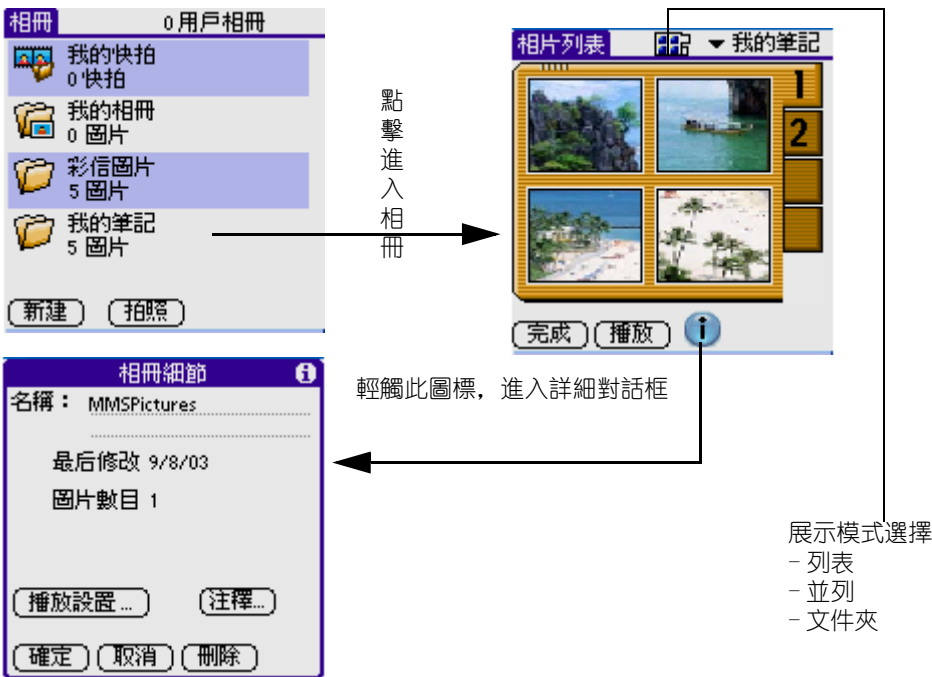 相冊 0用戶相冊
我的快拍
0 快拍
我的相冊
0 圖片
彩信圖片
5 圖片
我的筆記
5 圖片
新建 拍照
點擊進入相冊
相片列表 我的筆記
1
2
完成 播放 i
輕觸此圖標，進入詳細對話框
相冊細節 i
名稱： MMSPictures
最后修改 9/8/03
圖片數目 1
播放設置... 注釋...
確定 取消 刪除
展示模式選擇
- 列表
- 並列
- 文件夾